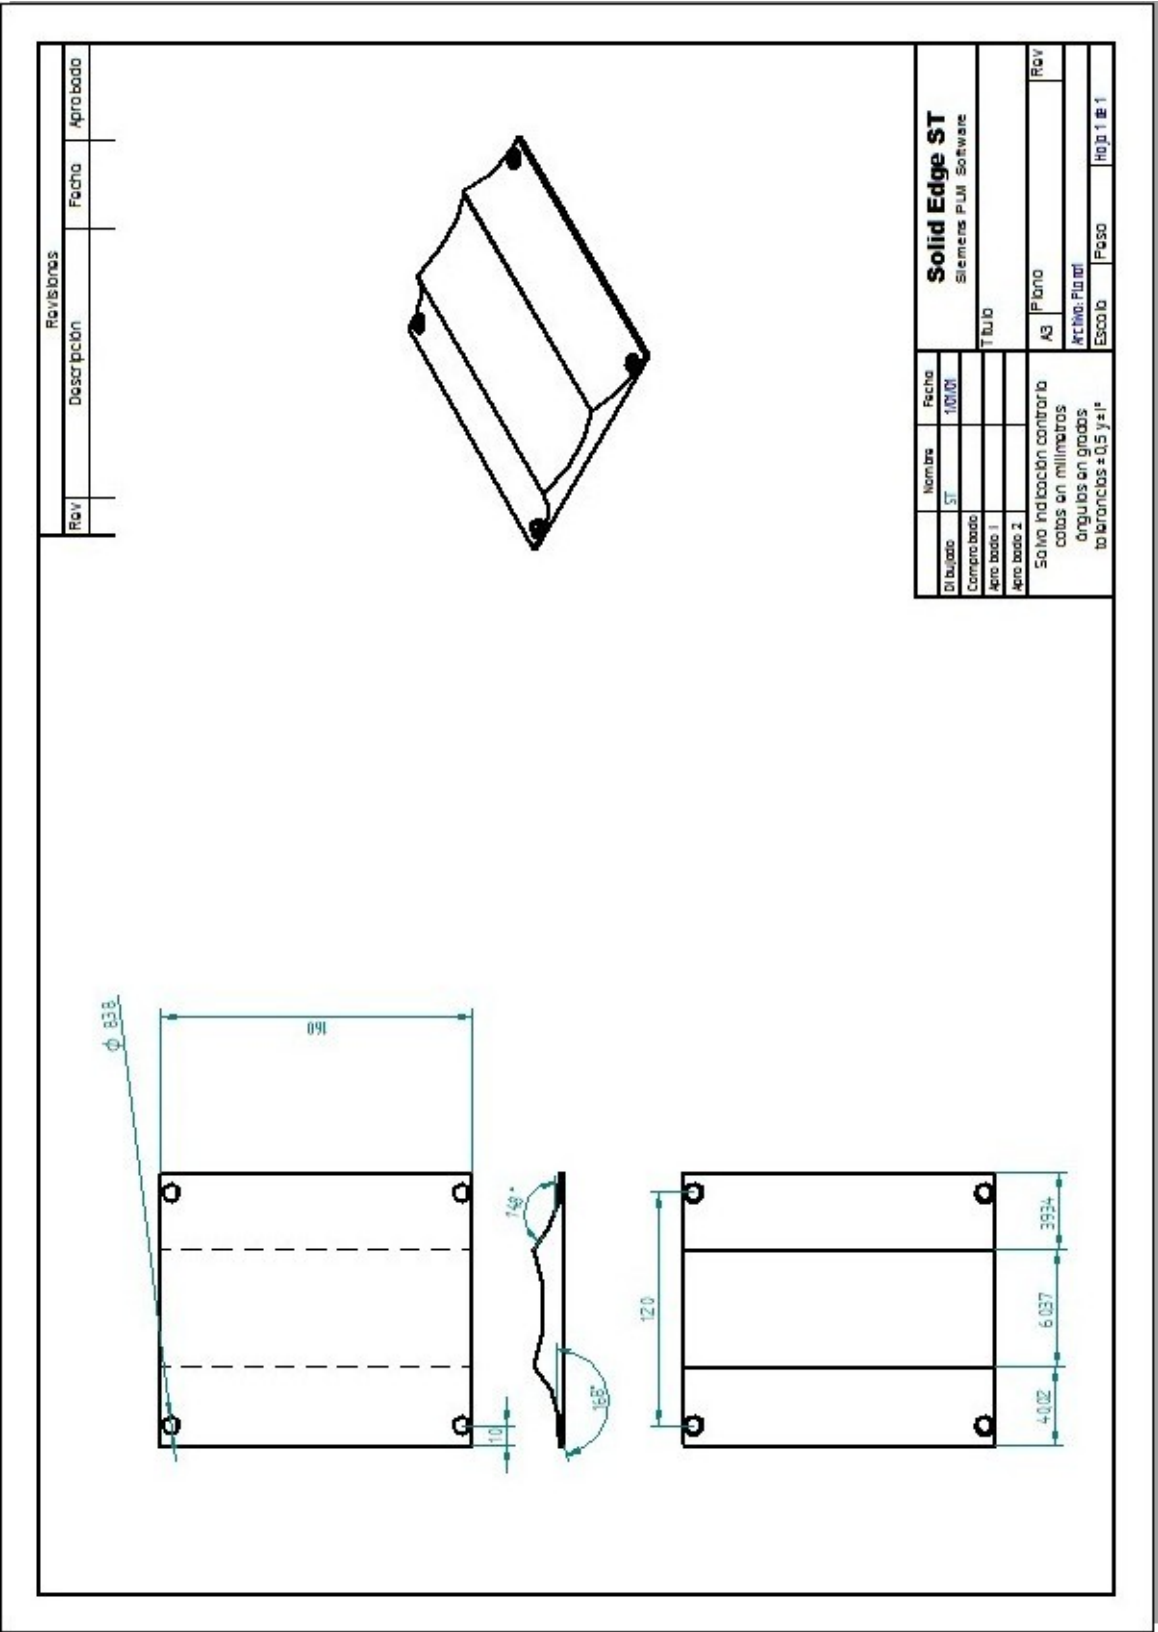 Revisiones
Rev Descripción Fecha Aprobado
Φ 8,38
160
10
148 °
168°
120
40,02
60,37
39,34
Nombre Fecha
Dibujado ST 1/01/01
Comprobado
Aprobado 1
Aprobado 2
Salvo indicación contraria
cotas en milímetros
ángulos en grados
tolerancias ±0,5 y ±1°
Solid Edge ST
Siemens PLM Software
Título
A3 Plano Rev
Archivo: Plano1
Escala Peso Hoja 1 de 1